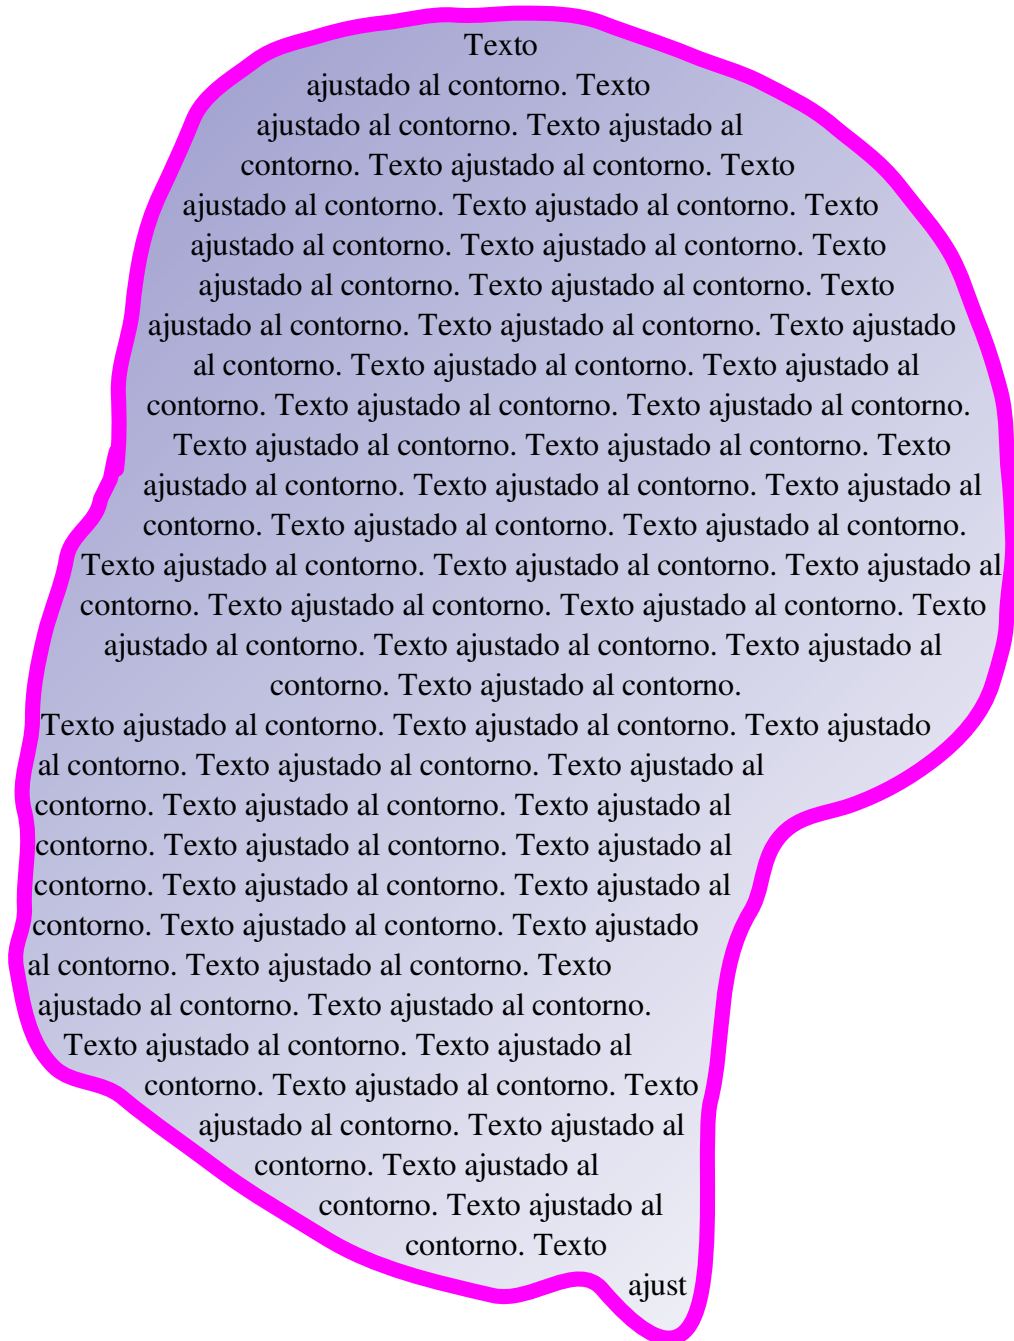 Texto
ajustado al contorno. Texto
ajustado al contorno. Texto ajustado al
contorno. Texto ajustado al contorno. Texto
ajustado al contorno. Texto ajustado al contorno. Texto
ajustado al contorno. Texto ajustado al contorno. Texto
ajustado al contorno. Texto ajustado al contorno. Texto
ajustado al contorno. Texto ajustado al contorno. Texto ajustado
al contorno. Texto ajustado al contorno. Texto ajustado al
contorno. Texto ajustado al contorno. Texto ajustado al contorno.
Texto ajustado al contorno. Texto ajustado al contorno. Texto
ajustado al contorno. Texto ajustado al contorno. Texto ajustado al
contorno. Texto ajustado al contorno. Texto ajustado al contorno.
Texto ajustado al contorno. Texto ajustado al contorno. Texto ajustado al
contorno. Texto ajustado al contorno. Texto ajustado al contorno. Texto
ajustado al contorno. Texto ajustado al contorno. Texto ajustado al
contorno. Texto ajustado al contorno.
Texto ajustado al contorno. Texto ajustado al contorno. Texto ajustado
al contorno. Texto ajustado al contorno. Texto ajustado al
contorno. Texto ajustado al contorno. Texto ajustado al
contorno. Texto ajustado al contorno. Texto ajustado al
contorno. Texto ajustado al contorno. Texto ajustado al
contorno. Texto ajustado al contorno. Texto ajustado
al contorno. Texto ajustado al contorno. Texto
ajustado al contorno. Texto ajustado al contorno.
Texto ajustado al contorno. Texto ajustado al
contorno. Texto ajustado al contorno. Texto
ajustado al contorno. Texto ajustado al
contorno. Texto ajustado al
contorno. Texto ajustado al
contorno. Texto
ajust